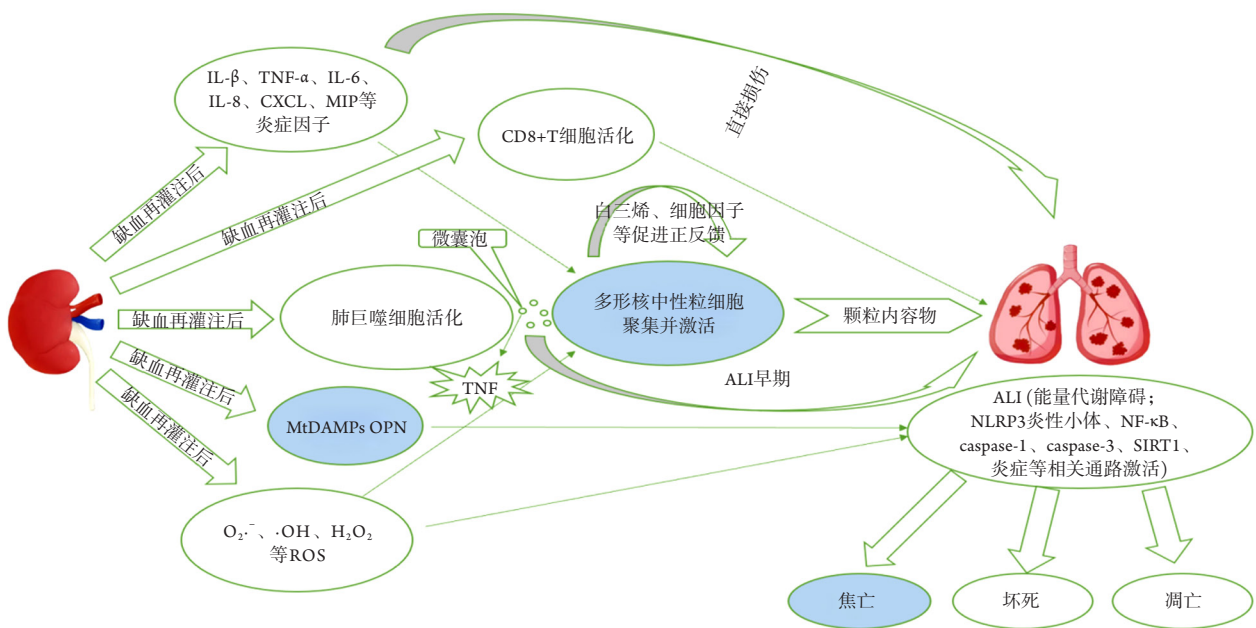 IL-β、TNF-α、IL-6、
IL-8、CXCL、MIP等
炎症因子
直接损伤
CD8+T细胞活化
缺血再灌注后
缺血再灌注后
白三烯、细胞因子
等促进正反馈
微囊泡
缺血再灌注后
肺巨噬细胞活化
多形核中性粒细胞
聚集并激活
颗粒内容物
缺血再灌注后
TNF
ALI早期
缺血再灌注后
MtDAMPs OPN
ALI (能量代谢障碍；
NLRP3炎性小体、NF-κB、
caspase-1、caspase-3、SIRT1、
炎症等相关通路激活)
O₂·⁻、·OH、H₂O₂
等ROS
焦亡
坏死
凋亡